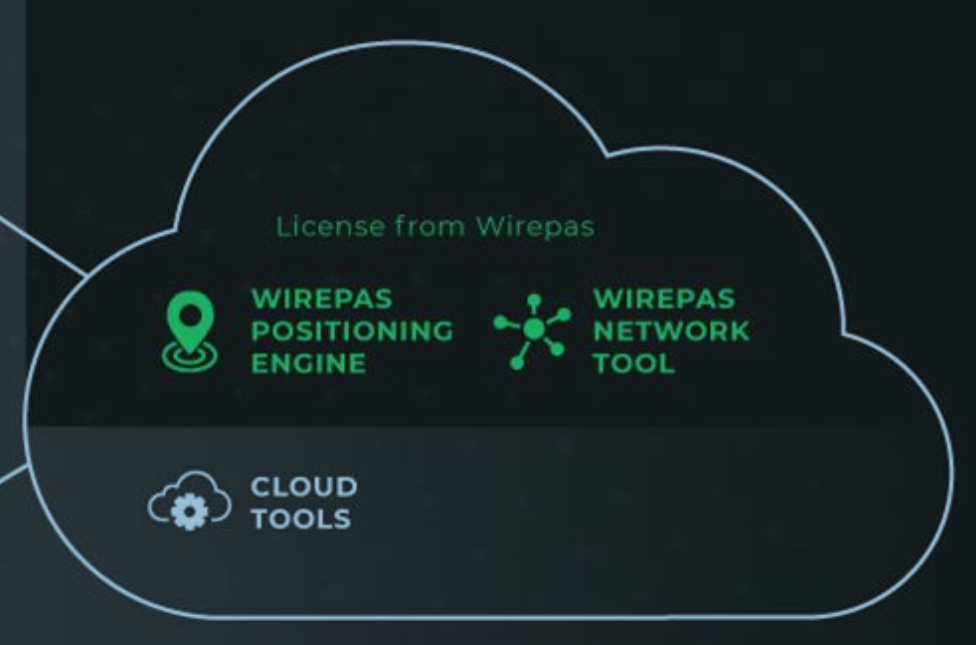 License from Wirepas
WIREPAS
POSITIONING
ENGINE
WIREPAS
NETWORK
TOOL
CLOUD
TOOLS